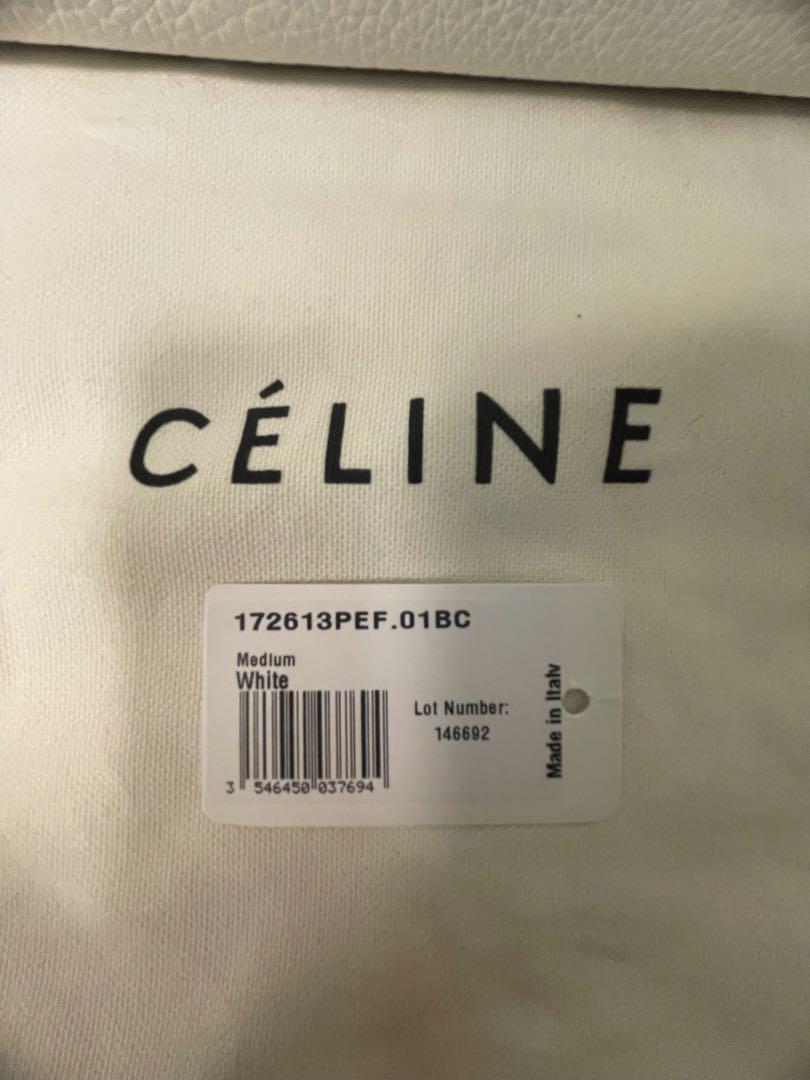 CÉLINE
172613PEF.01BC
Medium
White
Lot Number:
146692
Made in Italy
3 546450 037694